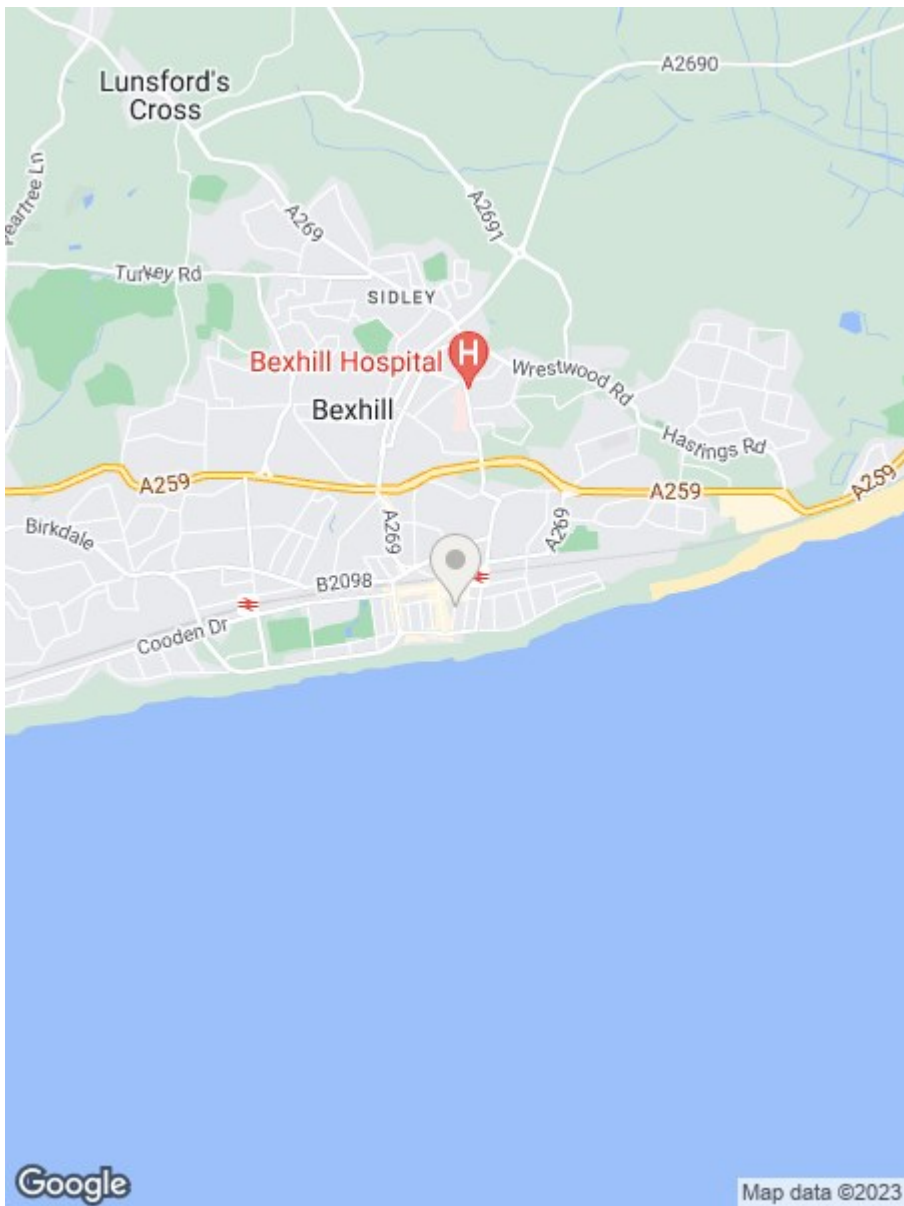 A2690
Lunsford's
Cross
Peartree Ln
A269
A2691
Turkey Rd
SIDLEY
H
Bexhill Hospital
Wrestwood Rd
Bexhill
Hastings Rd
A259
A259
A259
Birkdale
A269
A269
B2098
Cooden Dr
Google
Map data ©2023